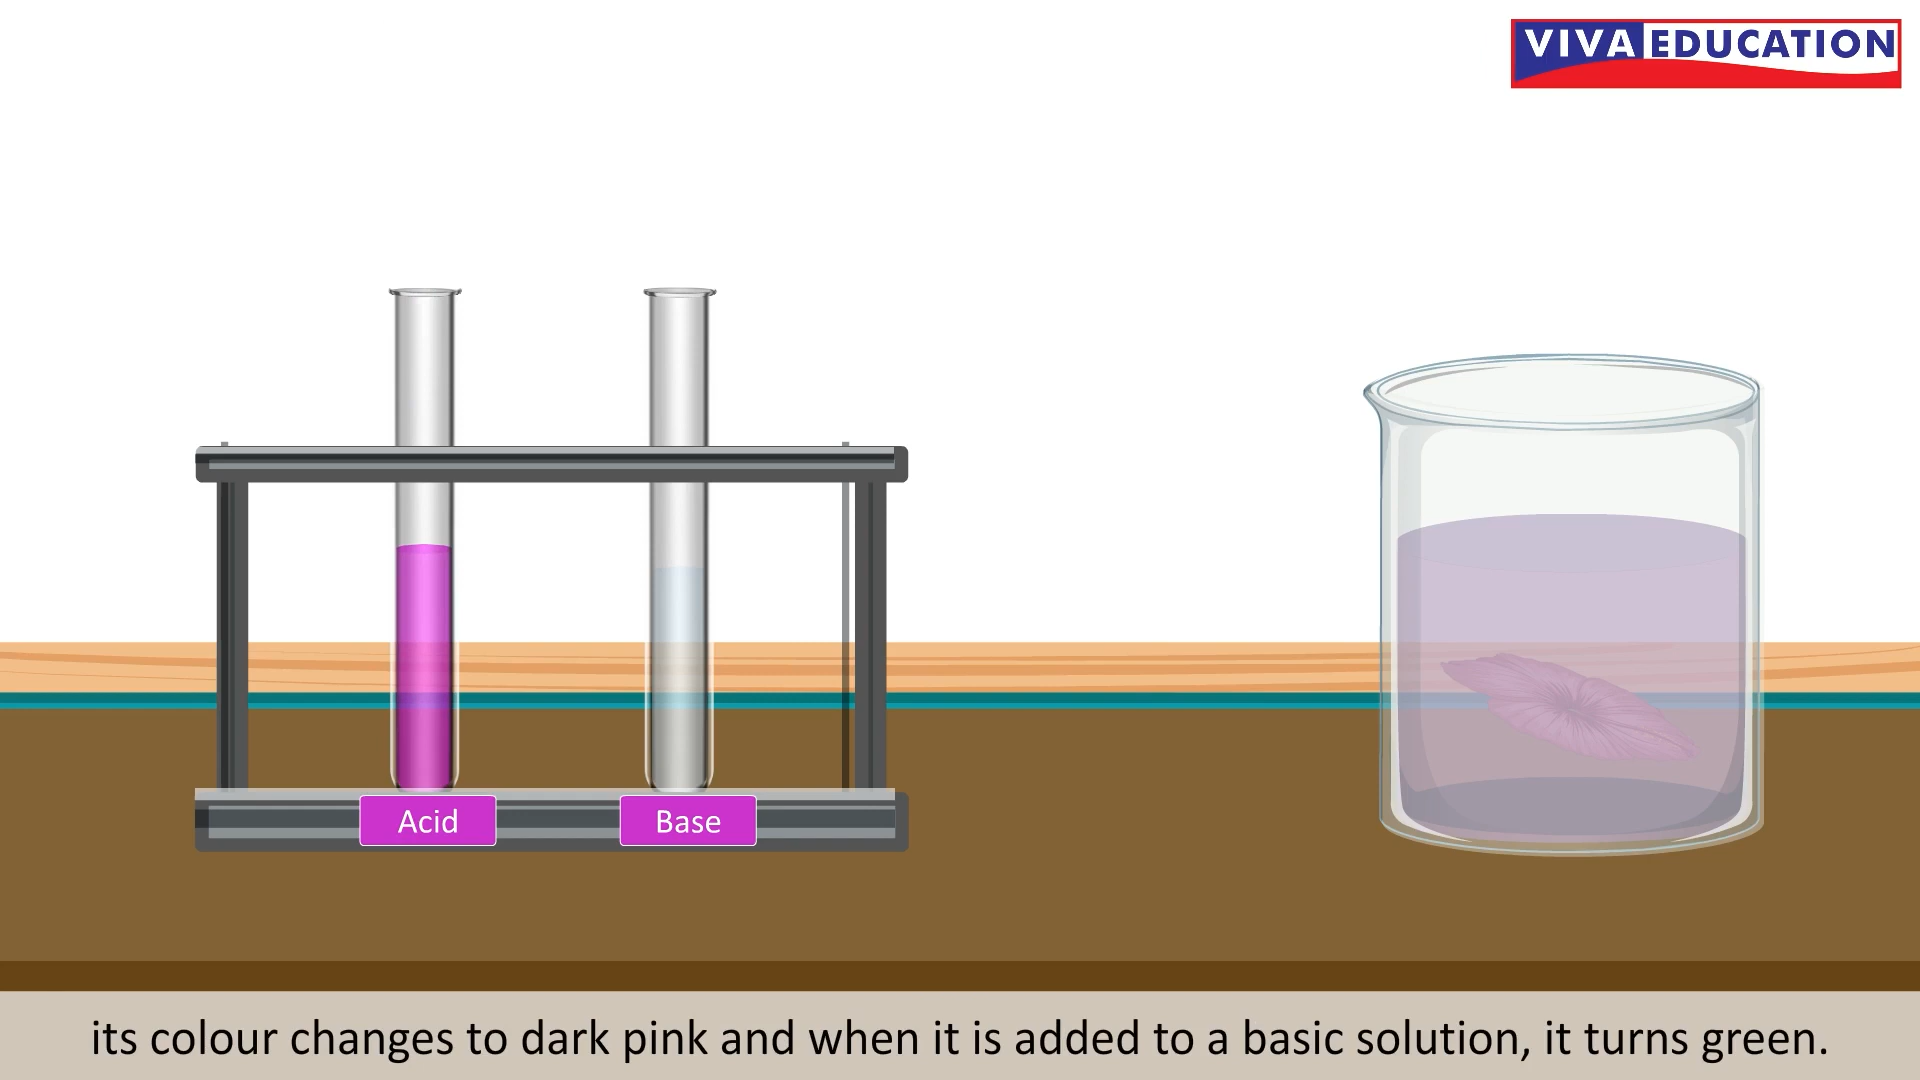 VIVA EDUCATION
Acid
Base
its colour changes to dark pink and when it is added to a basic solution, it turns green.